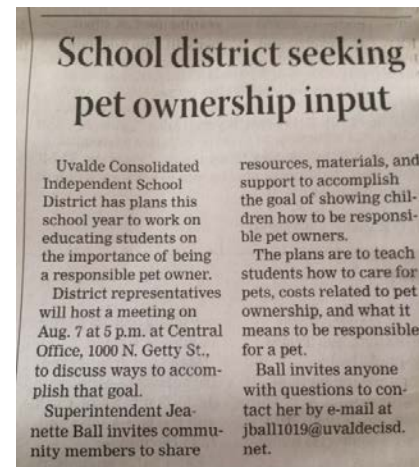 School district seeking
pet ownership input
Uvalde Consolidated
Independent School
District has plans this
school year to work on
educating students on
the importance of being
a responsible pet owner.
District representatives
will host a meeting on
Aug. 7 at 5 p.m. at Central
Office, 1000 N. Getty St.,
to discuss ways to accom-
plish that goal.
Superintendent Jea-
nette Ball invites commu-
nity members to share
resources, materials, and
support to accomplish
the goal of showing chil-
dren how to be responsi-
ble pet owners.
The plans are to teach
students how to care for
pets, costs related to pet
ownership, and what it
means to be responsible
for a pet.
Ball invites anyone
with questions to con-
tact her by e-mail at
jball1019@uvaldecisd.
net.